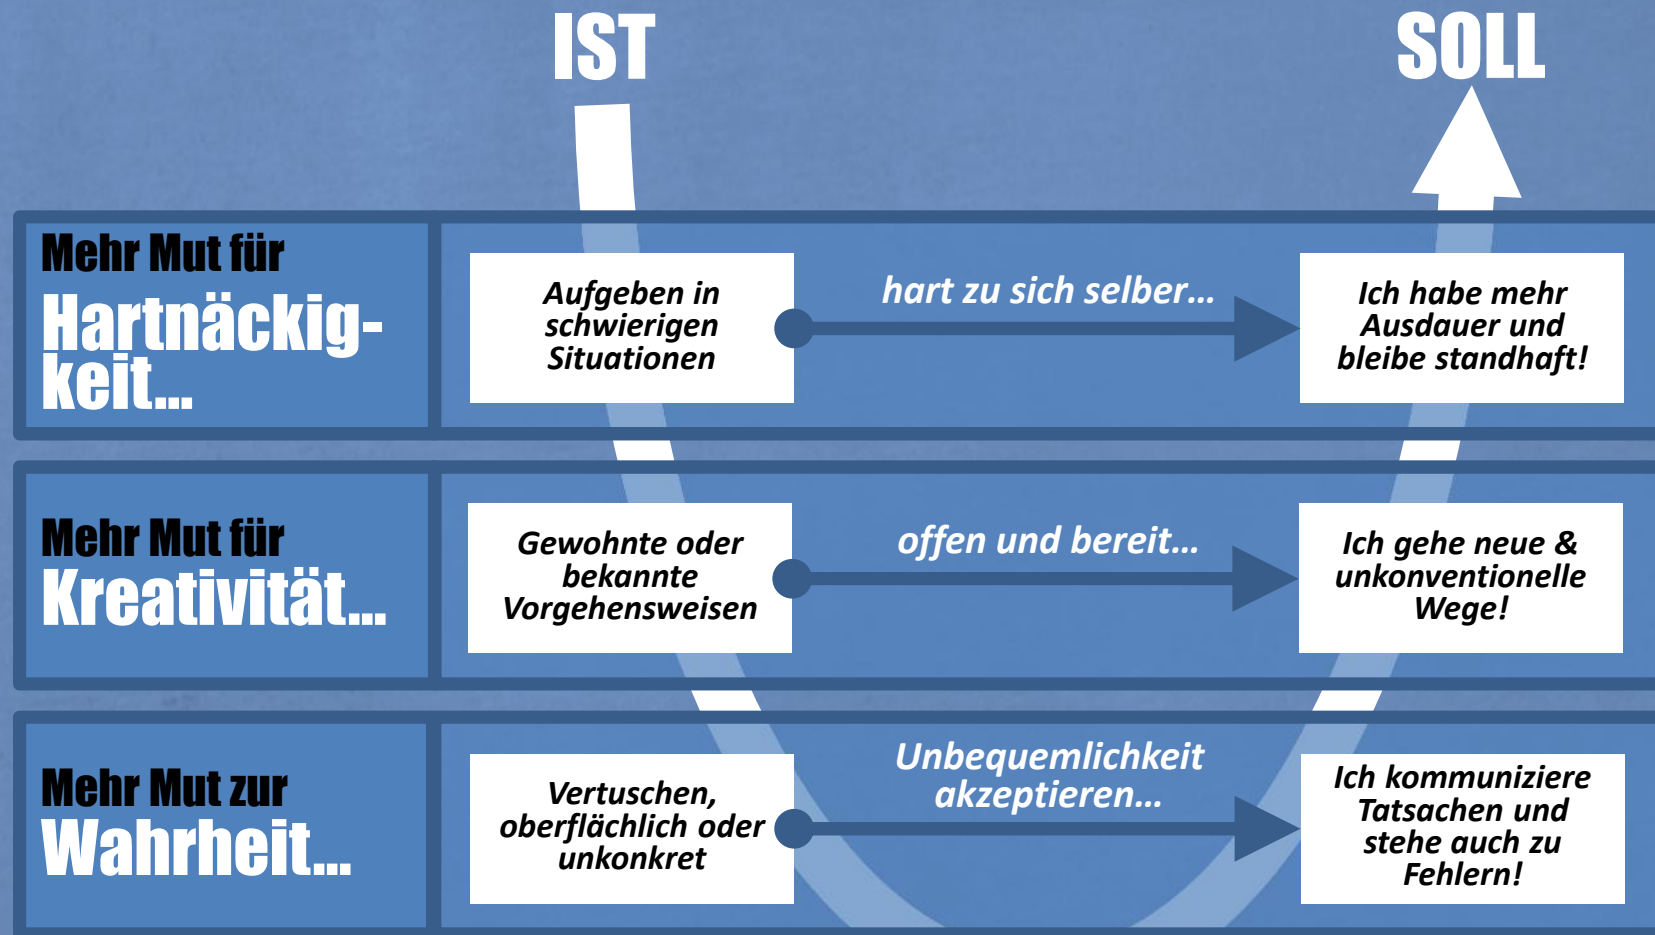 IST
SOLL
Mehr Mut für
Hartnäckig-
keit...
Aufgeben in
schwierigen
Situationen
hart zu sich selber...
Ich habe mehr
Ausdauer und
bleibe standhaft!
Mehr Mut für
Kreativität...
Gewohnte oder
bekannte
Vorgehensweisen
offen und bereit...
Ich gehe neue &
unkonventionelle
Wege!
Mehr Mut zur
Wahrheit...
Vertuschen,
oberflächlich oder
unkonkret
Unbequemlichkeit
akzeptieren...
Ich kommuniziere
Tatsachen und
stehe auch zu
Fehlern!